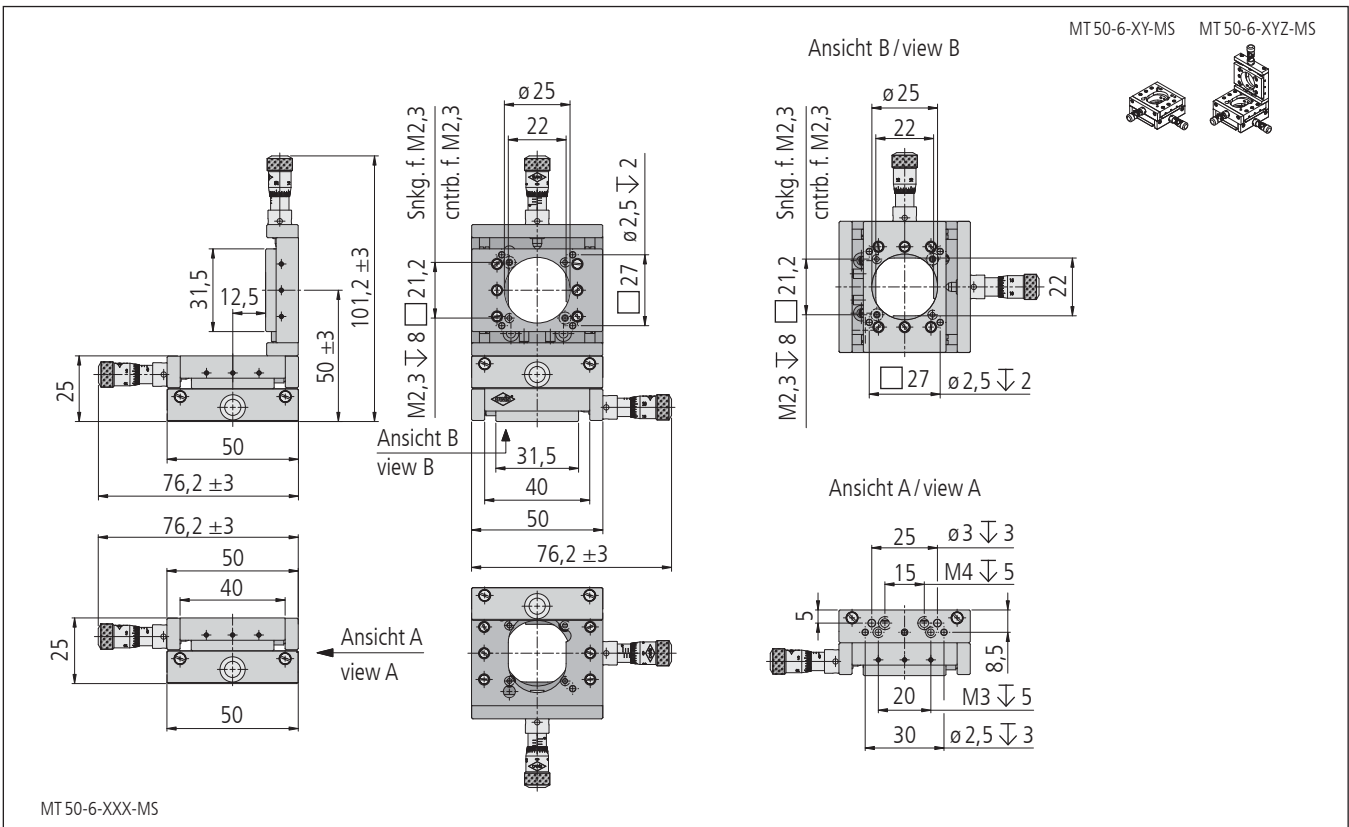 MT 50-6-XY-MS
MT 50-6-XYZ-MS
Ansicht B / view B
ø 25
22
Snkg. f. M2,3
cntrb. f. M2,3
M2,3 ↧ 8 □ 21,2
ø 2,5 ↧ 2
□ 27
31,5
12,5
101,2 ±3
50 ±3
25
50
76,2 ±3
Ansicht B
view B
31,5
40
50
76,2 ±3
ø 25
22
Snkg. f. M2,3
cntrb. f. M2,3
M2,3 ↧ 8 □ 21,2
22
□ 27
ø 2,5 ↧ 2
76,2 ±3
50
40
25
50
Ansicht A
view A
Ansicht A / view A
25
ø 3 ↧ 3
15
M4 ↧ 5
5
8,5
20
M3 ↧ 5
30
ø 2,5 ↧ 3
MT 50-6-XXX-MS